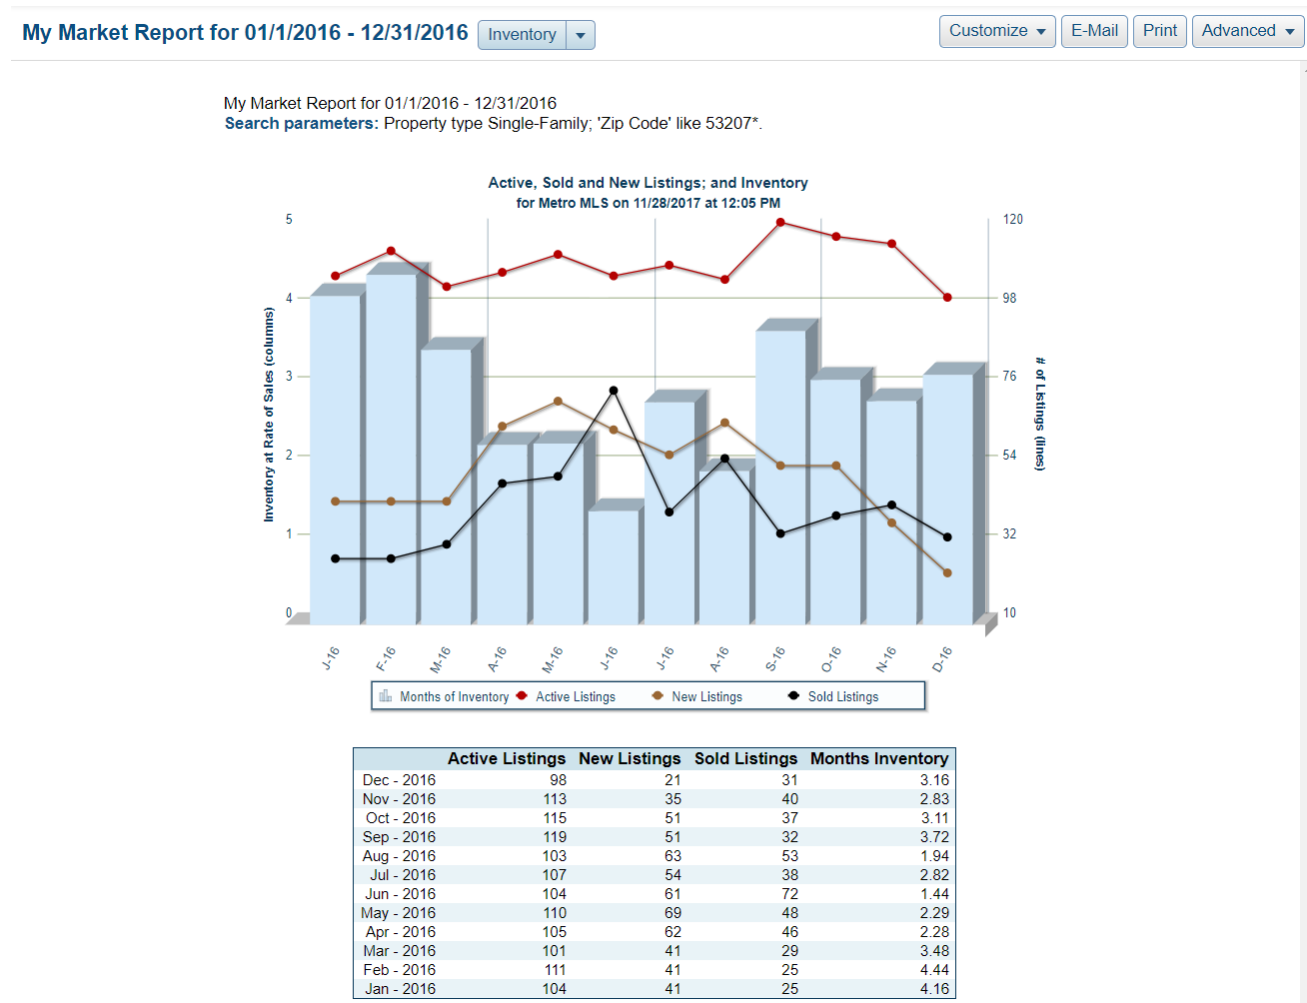 My Market Report for 01/1/2016 - 12/31/2016 Inventory Customize E-Mail Print Advanced
My Market Report for 01/1/2016 - 12/31/2016
Search parameters: Property type Single-Family; 'Zip Code' like 53207*.
Active, Sold and New Listings; and Inventory
for Metro MLS on 11/28/2017 at 12:05 PM
Inventory at Rate of Sales (columns)
5 120
4 98
3 76
2 54
1 32
0 10
# of Listings (lines)
J-16 F-16 M-16 A-16 M-16 J-16 J-16 A-16 S-16 O-16 N-16 D-16
Months of Inventory Active Listings New Listings Sold Listings
Active Listings New Listings Sold Listings Months Inventory
Dec - 2016 98 21 31 3.16
Nov - 2016 113 35 40 2.83
Oct - 2016 115 51 37 3.11
Sep - 2016 119 51 32 3.72
Aug - 2016 103 63 53 1.94
Jul - 2016 107 54 38 2.82
Jun - 2016 104 61 72 1.44
May - 2016 110 69 48 2.29
Apr - 2016 105 62 46 2.28
Mar - 2016 101 41 29 3.48
Feb - 2016 111 41 25 4.44
Jan - 2016 104 41 25 4.16